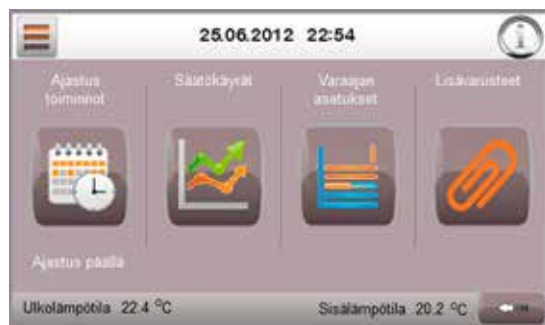 25.06.2012 22:54
Ajastus
toiminnot
Säätökäyrät
Varaajan
asetukset
Lisävarusteet
Ajastus päällä
Ulkolämpötila 22.4 °C
Sisälämpötila 20.2 °C